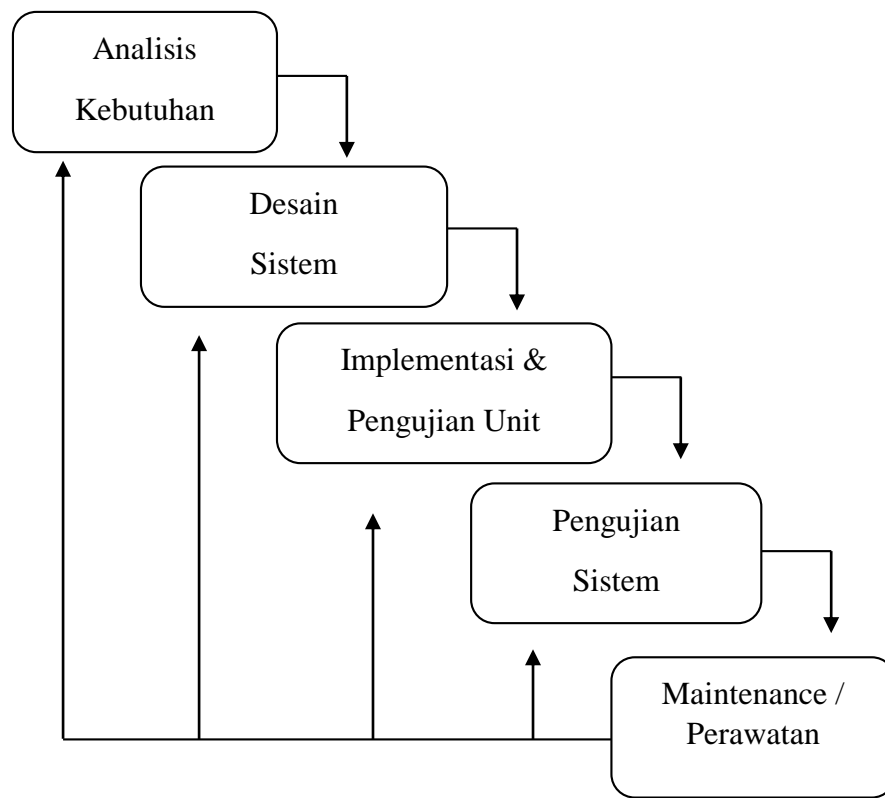 Analisis
Kebutuhan
Desain
Sistem
Implementasi &
Pengujian Unit
Pengujian
Sistem
Maintenance /
Perawatan